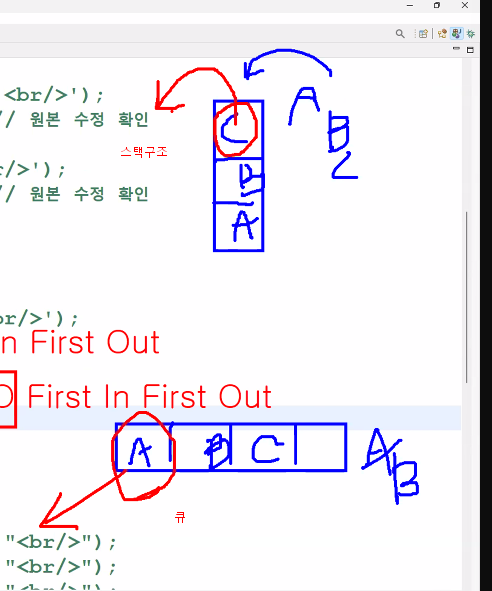 <br/>');
// 원본 수정 확인
스택구조
A
B
C
B
A
/>');
// 원본 수정 확인
or/>');
n First Out
O First In First Out
A B C
A
B
큐
"<br/>");
"<br/>");
"<br/>");